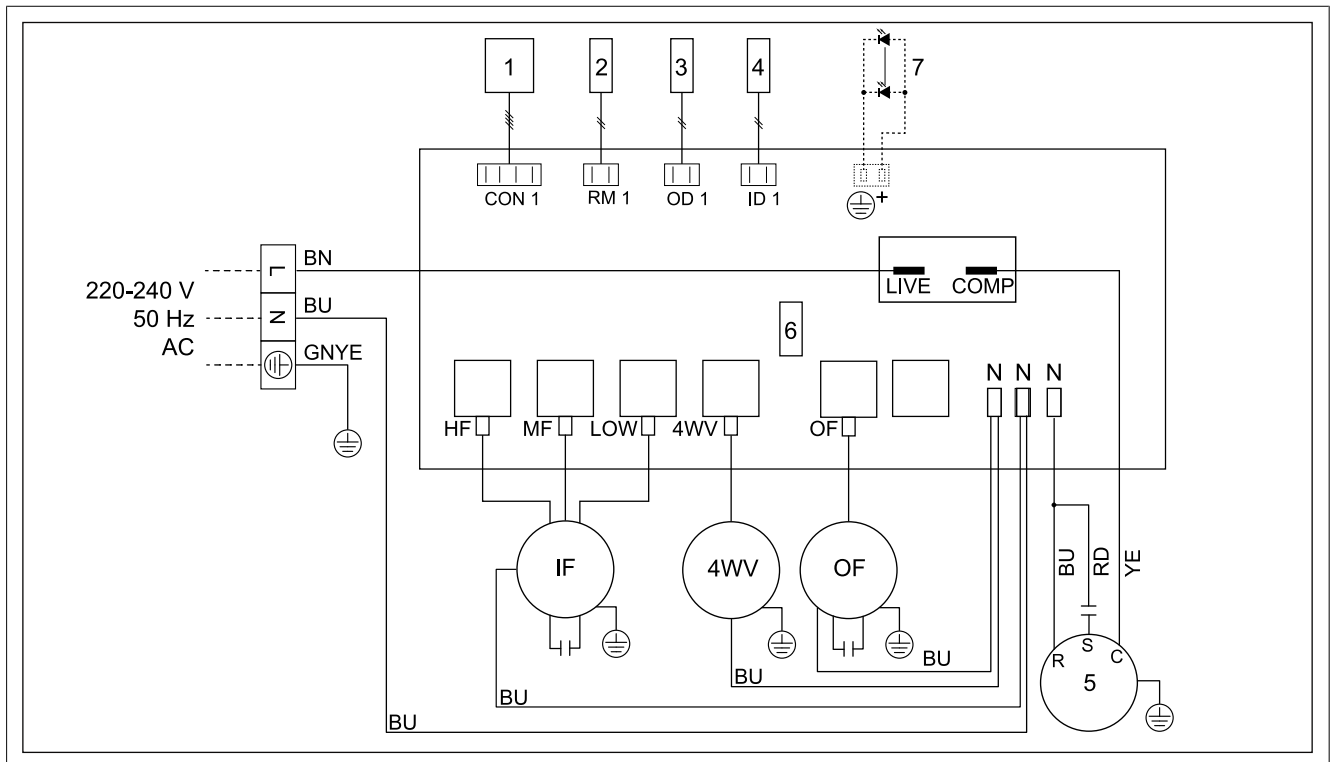 1 2 3 4 7
CON 1 RM 1 OD 1 ID 1 +
L BN
LIVE COMP
220-240 V
N BU
50 Hz
6
AC
GNYE
N N N
HF MF LOW 4WV OF
IF 4WV OF
BU RD YE
R S C
5
BU
BU
BU
BU